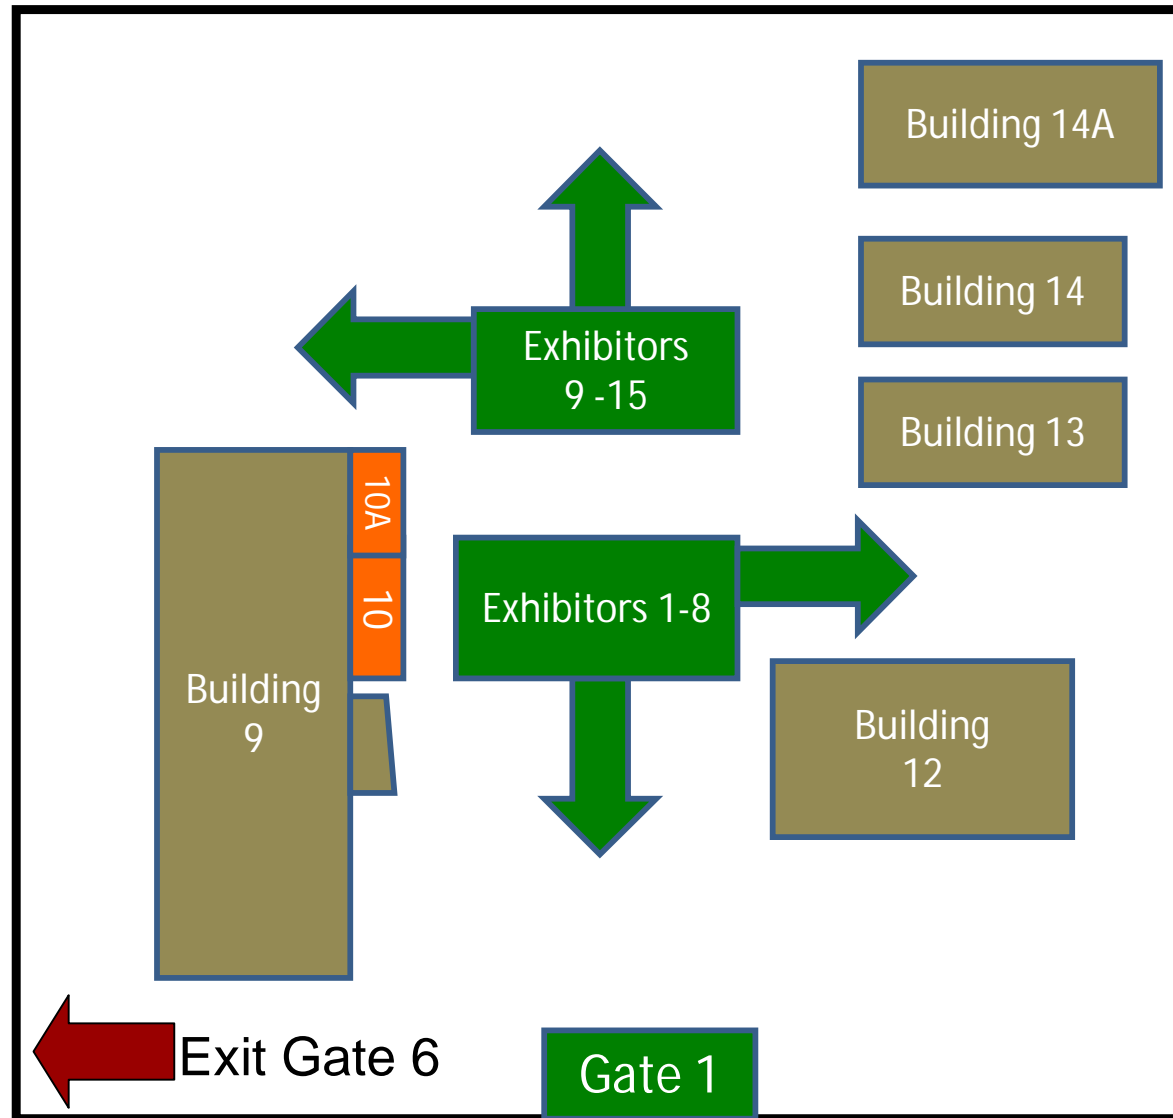 Building 14A
Building 14
Exhibitors
9 -15
Building 13
10A
10
Exhibitors 1-8
Building
9
Building
12
Exit Gate 6
Gate 1